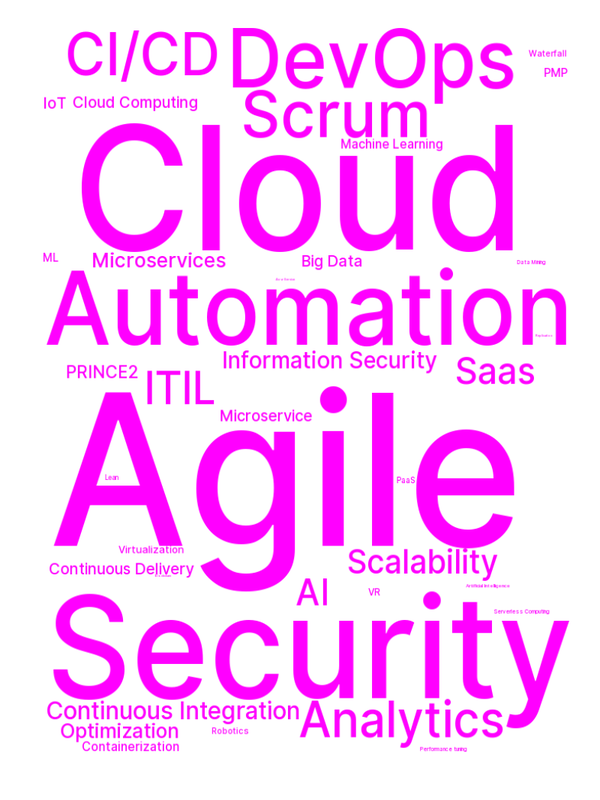 CI/CD DevOps
Waterfall
PMP
IoT Cloud Computing
Scrum
Machine Learning
Cloud
ML Microservices Big Data
Data Mining
Automation
Information Security
PRINCE2 ITIL Saas
Microservice
Agile
Lean
PaaS
Virtualization
Continuous Delivery
Scalability
AI VR
Artificial Intelligence
Serverless Computing
Security
Continuous Integration Analytics
Optimization Robotics
Containerization
Performance tuning